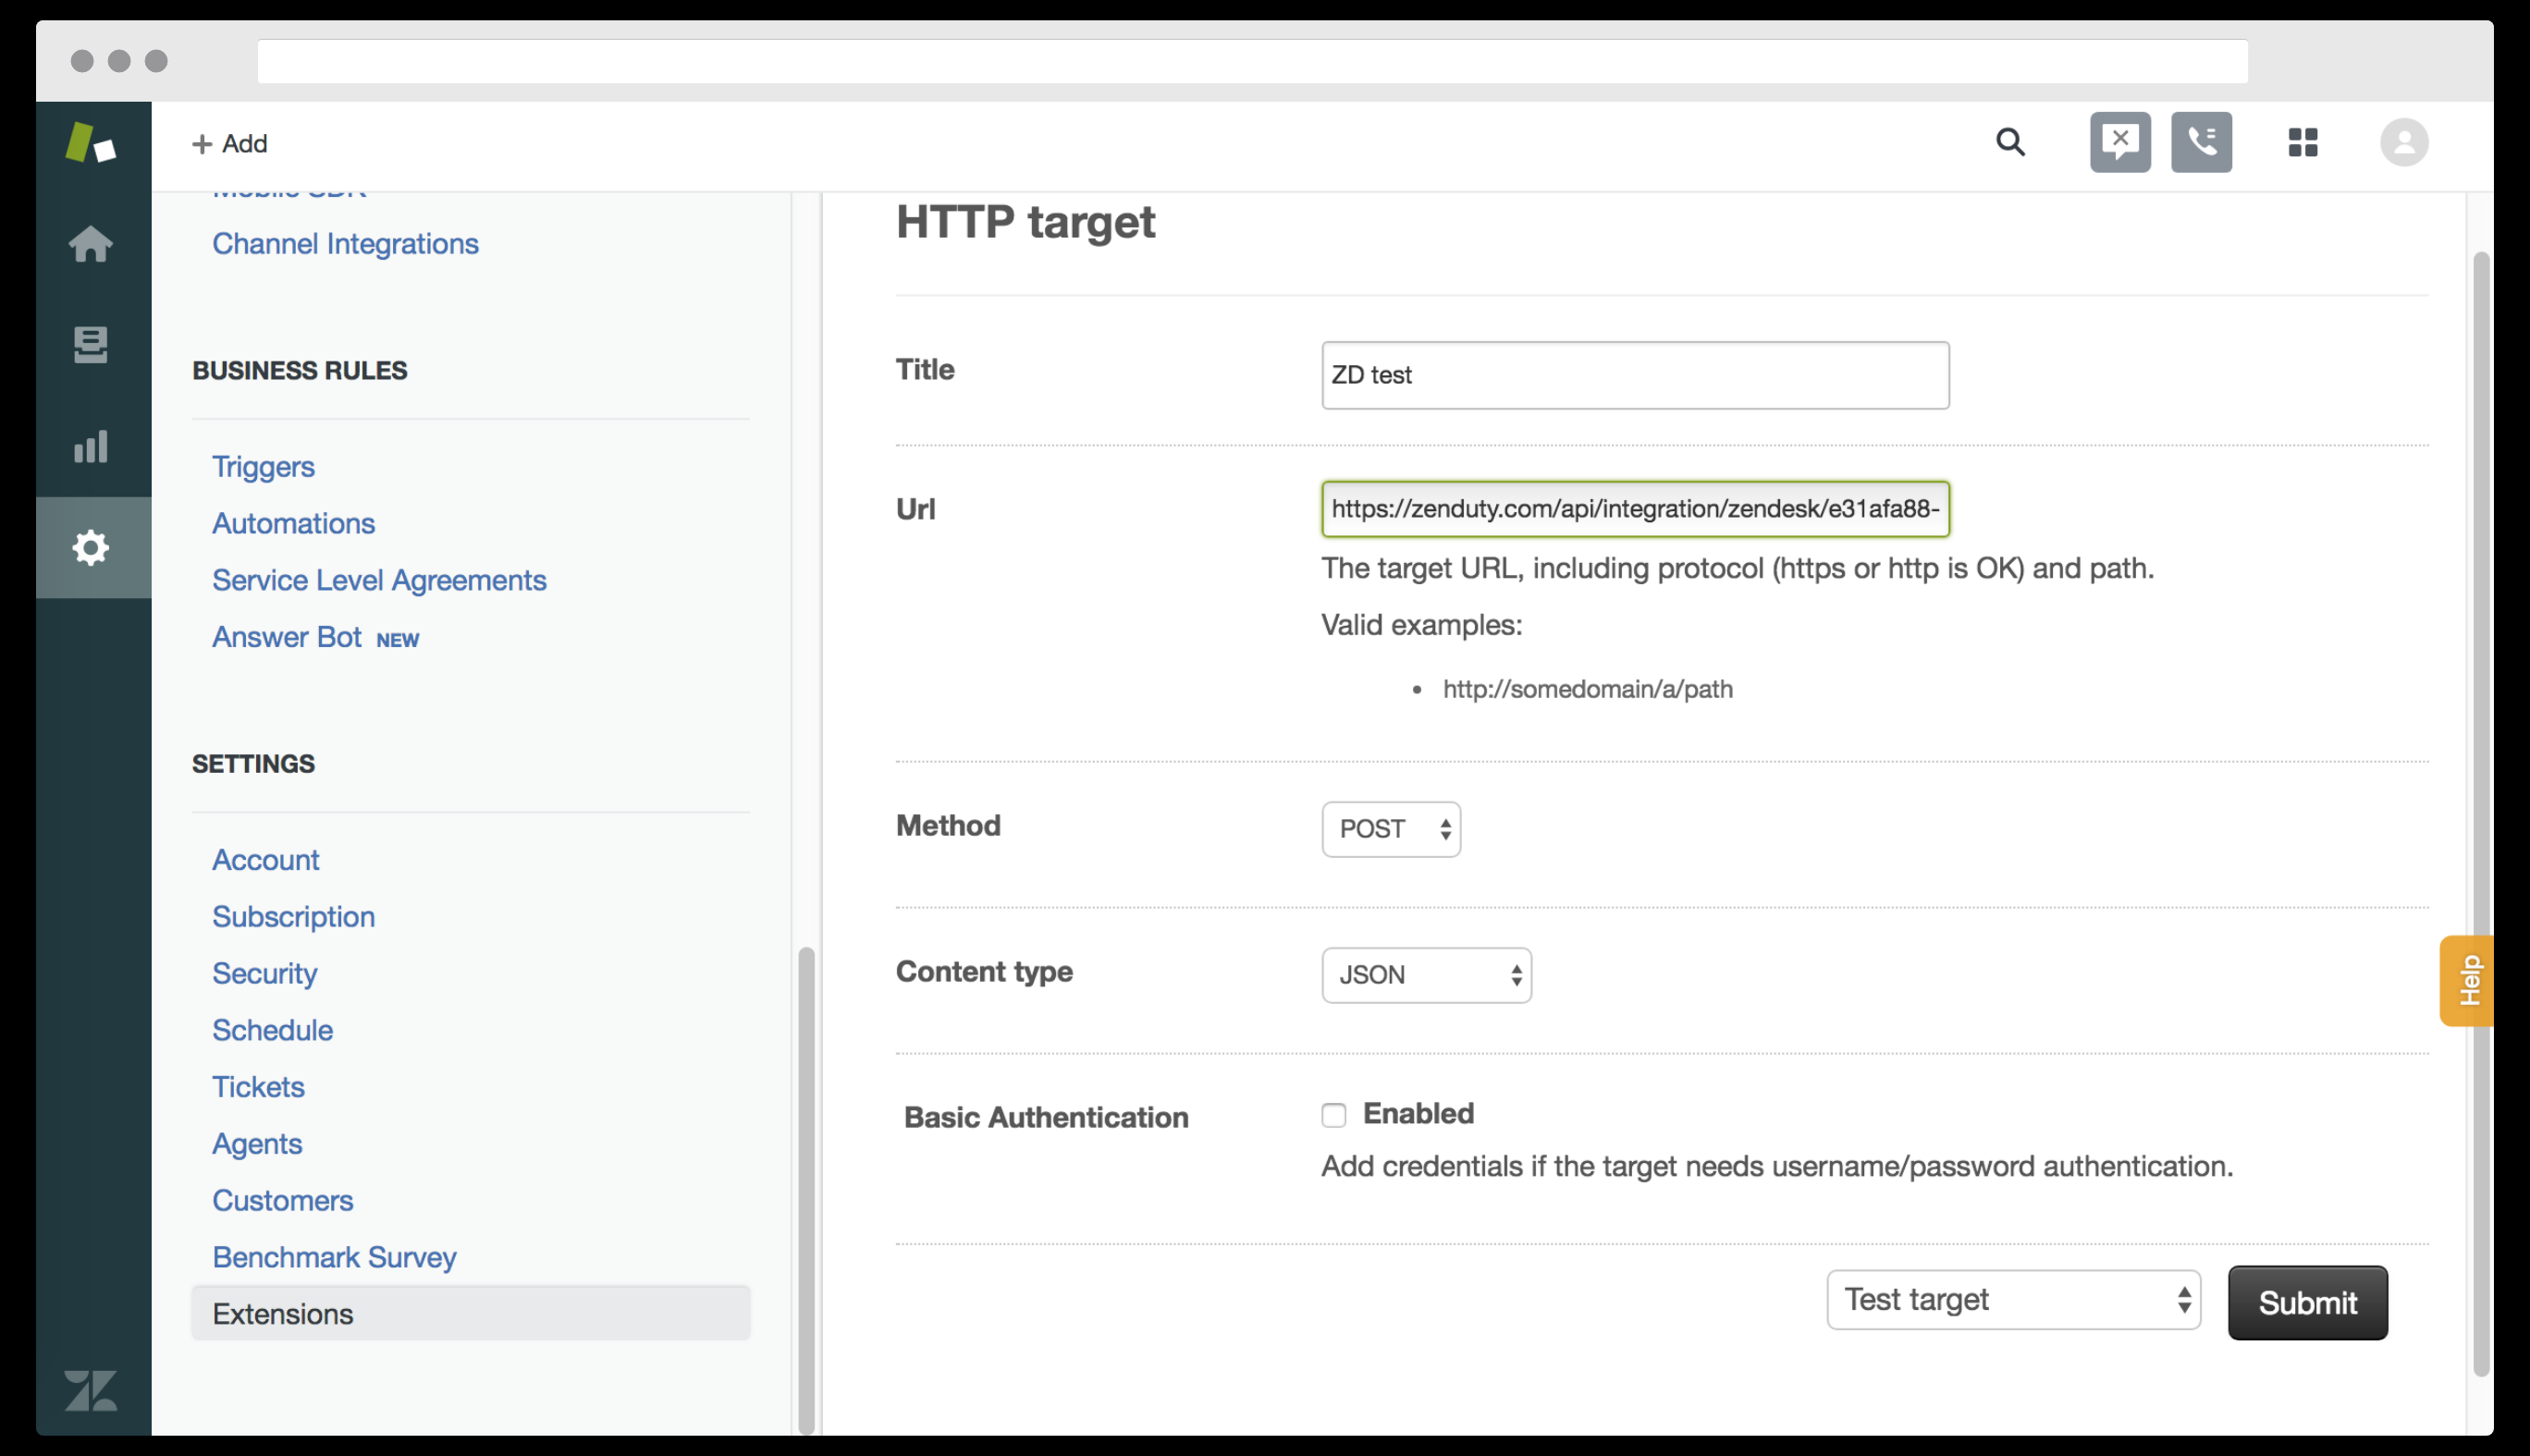 + Add
Mobile SDK
Channel Integrations
BUSINESS RULES
Triggers
Automations
Service Level Agreements
Answer Bot NEW
SETTINGS
Account
Subscription
Security
Schedule
Tickets
Agents
Customers
Benchmark Survey
Extensions
HTTP target
Title
ZD test
Url
https://zenduty.com/api/integration/zendesk/e31afa88-
The target URL, including protocol (https or http is OK) and path.
Valid examples:
• http://somedomain/a/path
Method
POST
Content type
JSON
Basic Authentication
Enabled
Add credentials if the target needs username/password authentication.
Test target
Submit
Help